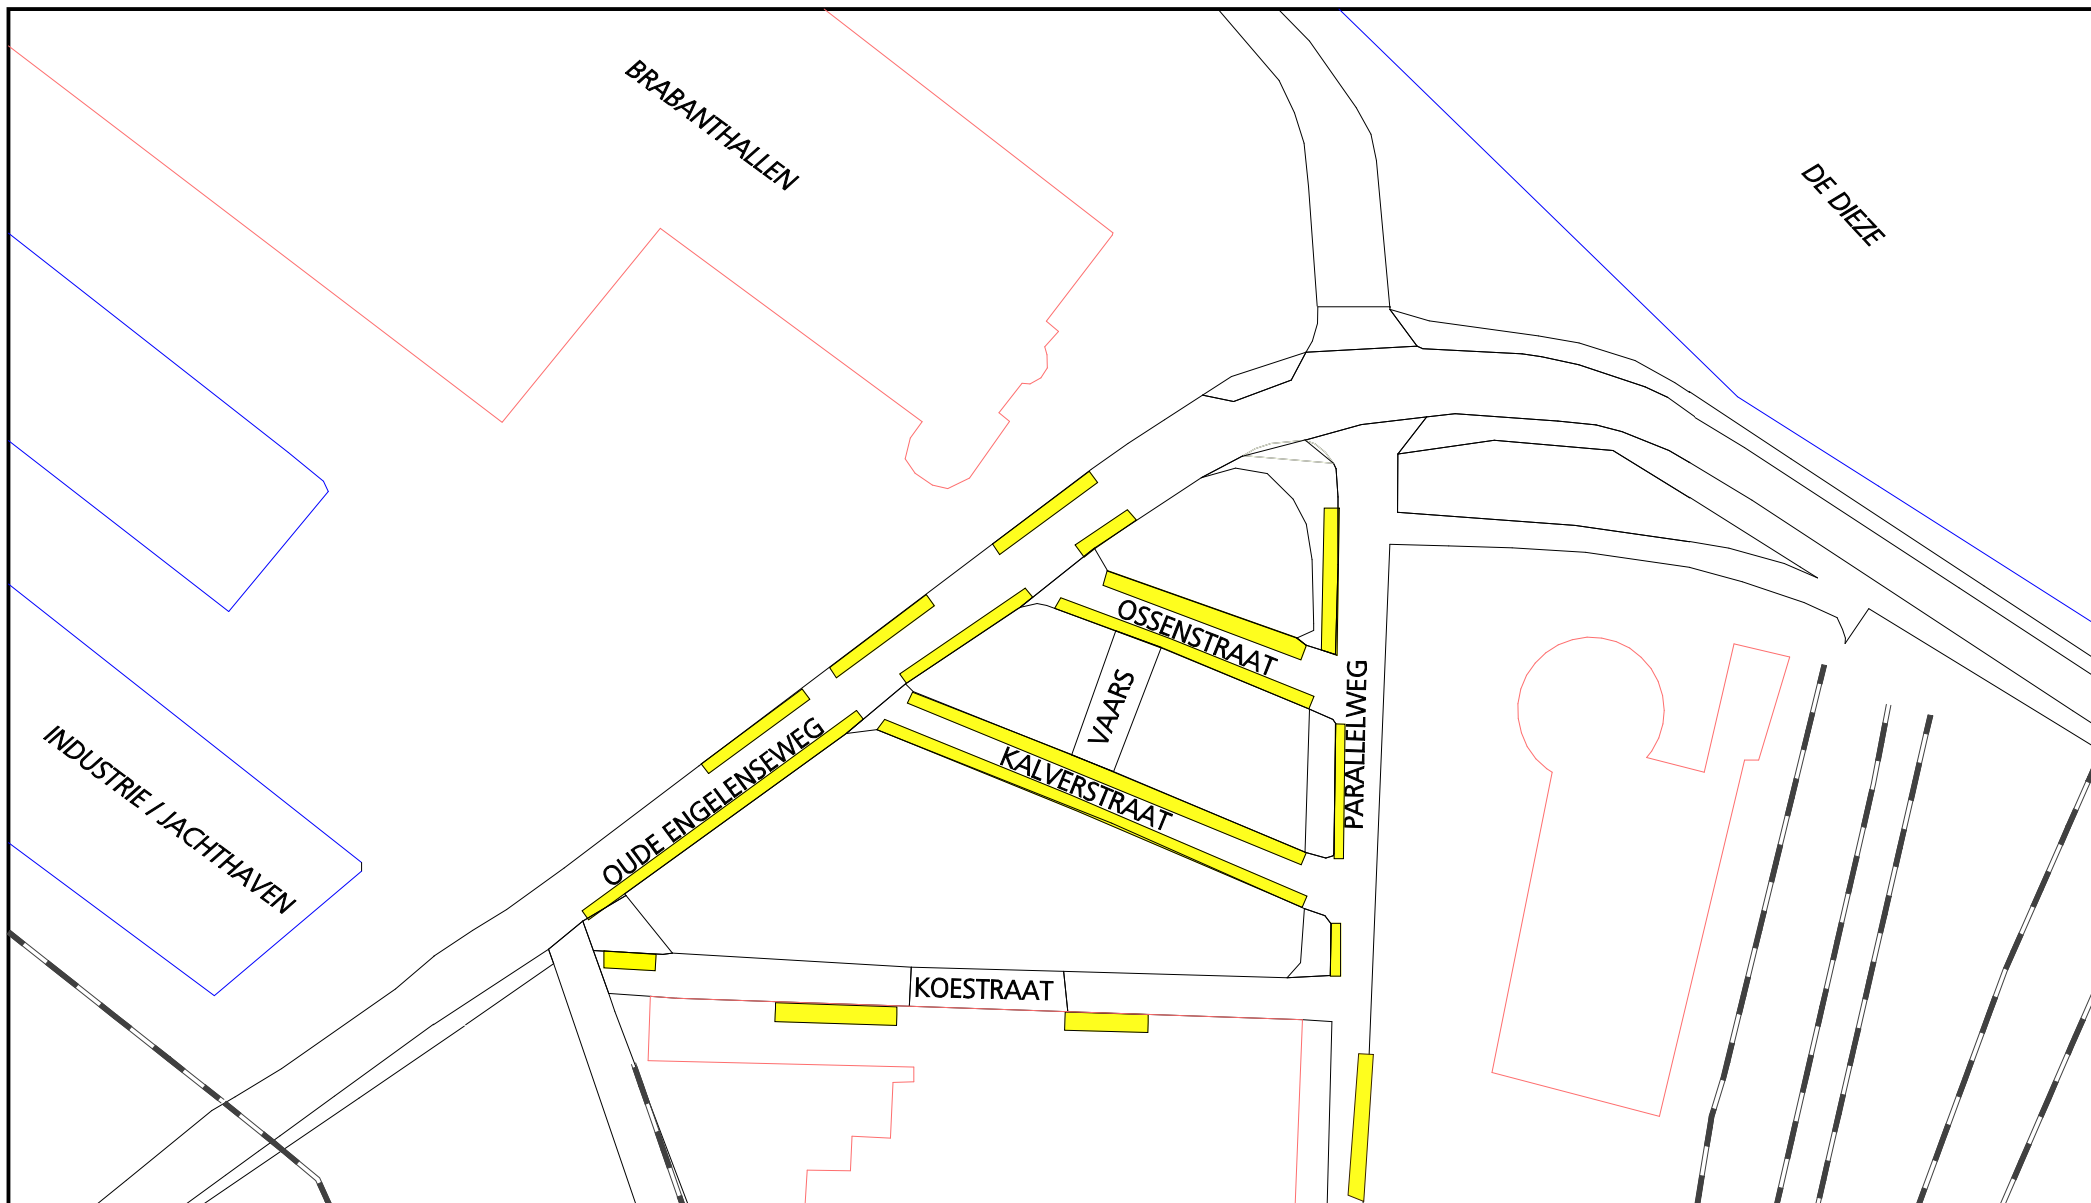 BRABANTHALLEN
DE DIEZE
OSSENSTRAAT
VAARS
PARALLELWEG
KALVERSTRAAT
OUDE ENGELENSEWEG
INDUSTRIE / JACHTHAVEN
KOESTRAAT